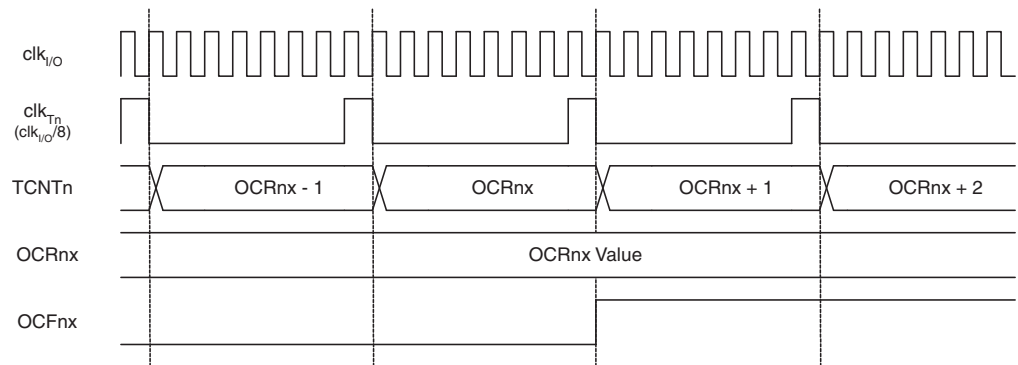 clkI/O
clkTn
(clkI/O/8)
TCNTn OCRnx - 1 OCRnx OCRnx + 1 OCRnx + 2
OCRnx OCRnx Value
OCFnx